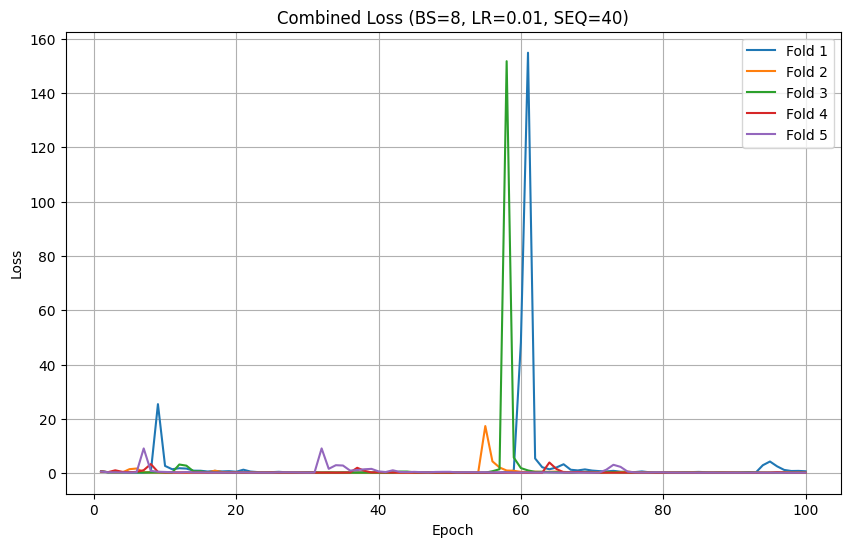 Combined Loss (BS=8, LR=0.01, SEQ=40)
160
140
120
100
80
60
40
20
0
Loss
0 20 40 60 80 100
Epoch
Fold 1
Fold 2
Fold 3
Fold 4
Fold 5